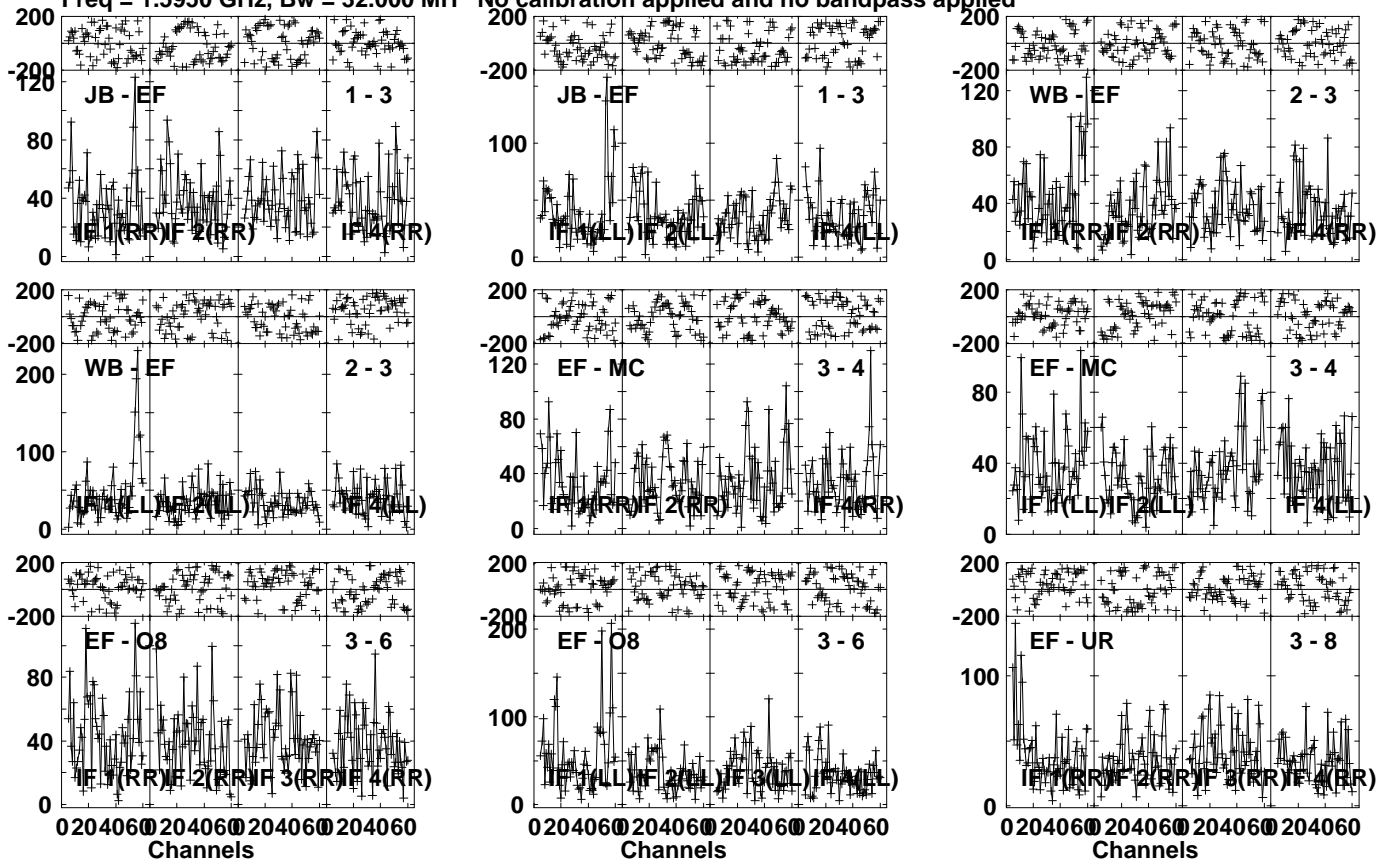 Freq = 1.5950 GHz, Bw = 32.000 MH No calibration applied and no bandpass applied
200
-200
120
80
40
0
JB - EF
1 - 3
IF 1(RR)
IF 2(RR)
IF 4(RR)
200
-200
100
0
JB - EF
1 - 3
IF 1(LL)
IF 2(LL)
IF 4(LL)
200
-200
120
80
40
0
WB - EF
2 - 3
IF 1(RR)
IF 2(RR)
IF 4(RR)
200
-200
200
100
0
WB - EF
2 - 3
IF 1(LL)
IF 2(LL)
IF 4(LL)
200
-200
120
80
40
0
EF - MC
3 - 4
IF 1(RR)
IF 2(RR)
IF 4(RR)
200
-200
80
40
0
EF - MC
3 - 4
IF 1(LL)
IF 2(LL)
IF 4(LL)
200
-200
80
40
0
EF - O8
3 - 6
IF 1(RR)
IF 2(RR)
IF 3(RR)
IF 4(RR)
0 20 40 60 0 20 40 60 0 20 40 60 0 20 40 60
Channels
200
-200
200
100
0
EF - O8
3 - 6
IF 1(LL)
IF 2(LL)
IF 3(LL)
IF 4(LL)
0 20 40 60 0 20 40 60 0 20 40 60 0 20 40 60
Channels
200
-200
100
0
EF - UR
3 - 8
IF 1(RR)
IF 2(RR)
IF 3(RR)
IF 4(RR)
0 20 40 60 0 20 40 60 0 20 40 60 0 20 40 60
Channels